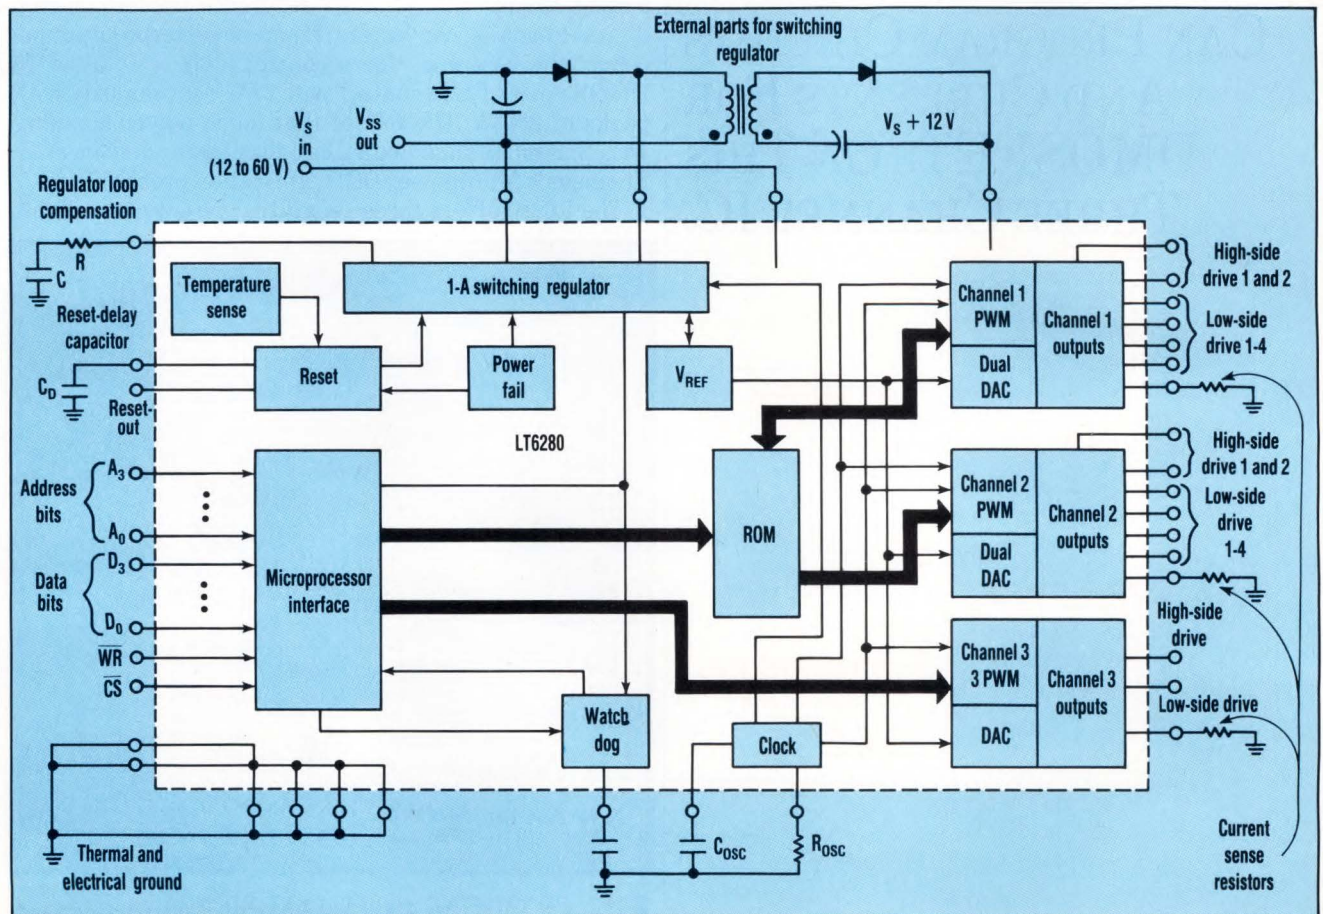 External parts for switching
regulator
V_S
in
(12 to 60 V)
V_SS
out
V_S + 12 V
Regulator loop
compensation
R
C
Reset-delay
capacitor
C_D
Reset-
out
Temperature
sense
1-A switching regulator
Reset
Power
fail
V_REF
LT6280
Address
bits
A_3
A_0
Data
bits
D_3
D_0
W̅R̅
C̅S̅
Microprocessor
interface
ROM
Watch
dog
Clock
Channel 1
PWM
Dual
DAC
Channel 1
outputs
High-side
drive 1 and 2
Low-side
drive 1-4
Channel 2
PWM
Dual
DAC
Channel 2
outputs
High-side
drive 1 and 2
Low-side
drive
1-4
Channel 3
3 PWM
DAC
Channel 3
outputs
High-side
drive
Low-side drive
Thermal and
electrical ground
C_OSC
R_OSC
Current
sense
resistors